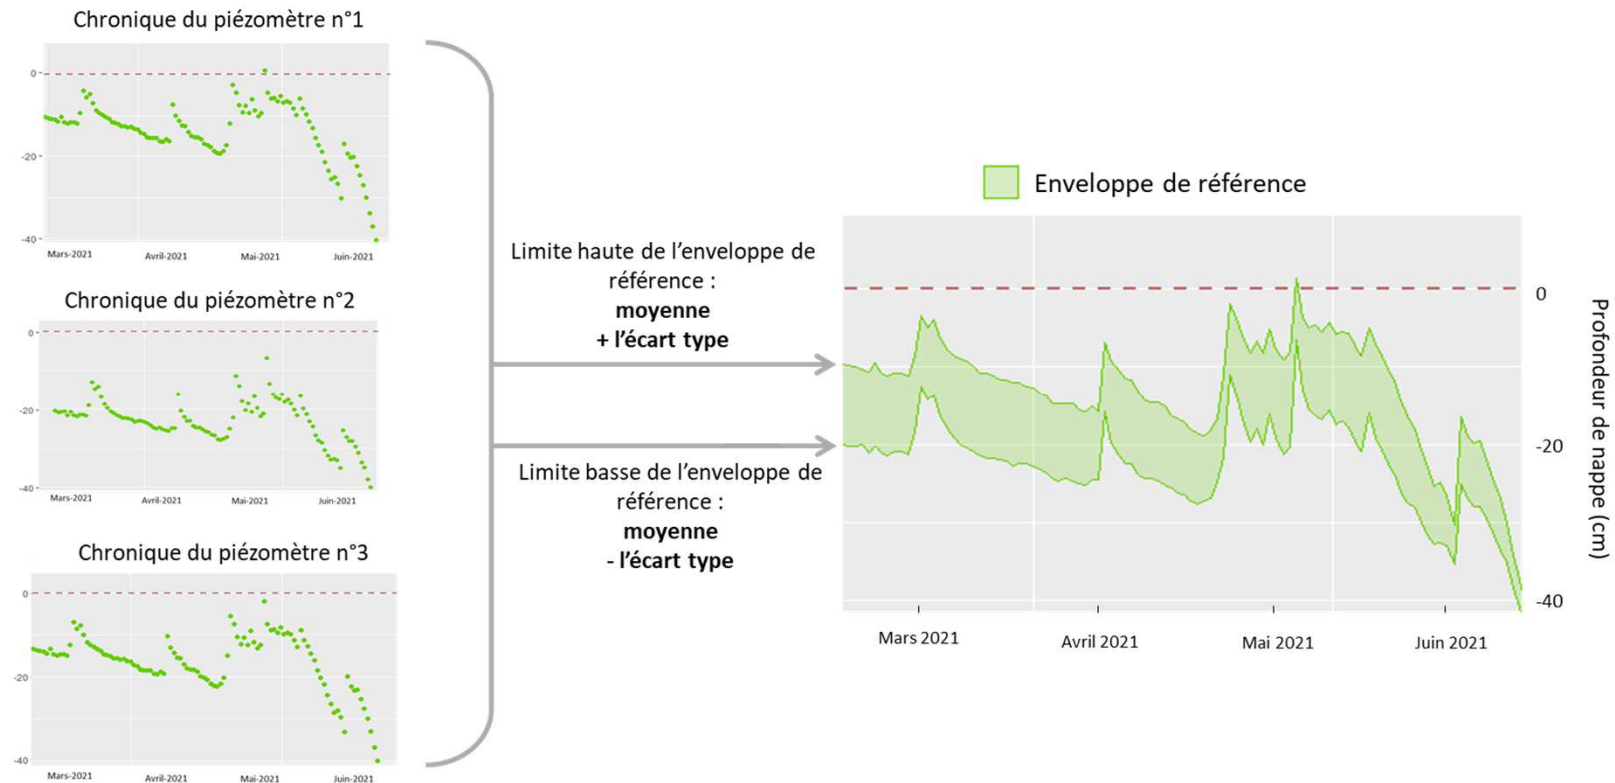 Chronique du piézomètre n°1
0
-20
-40
Mars-2021
Avril-2021
Mai-2021
Juin-2021
Chronique du piézomètre n°2
0
-20
-40
Mars-2021
Avril-2021
Mai-2021
Juin-2021
Chronique du piézomètre n°3
0
-20
-40
Mars-2021
Avril-2021
Mai-2021
Juin-2021
Limite haute de l’enveloppe de
référence :
moyenne
+ l’écart type
Limite basse de l’enveloppe de
référence :
moyenne
- l’écart type
Enveloppe de référence
0
-20
-40
Profondeur de nappe (cm)
Mars 2021
Avril 2021
Mai 2021
Juin 2021